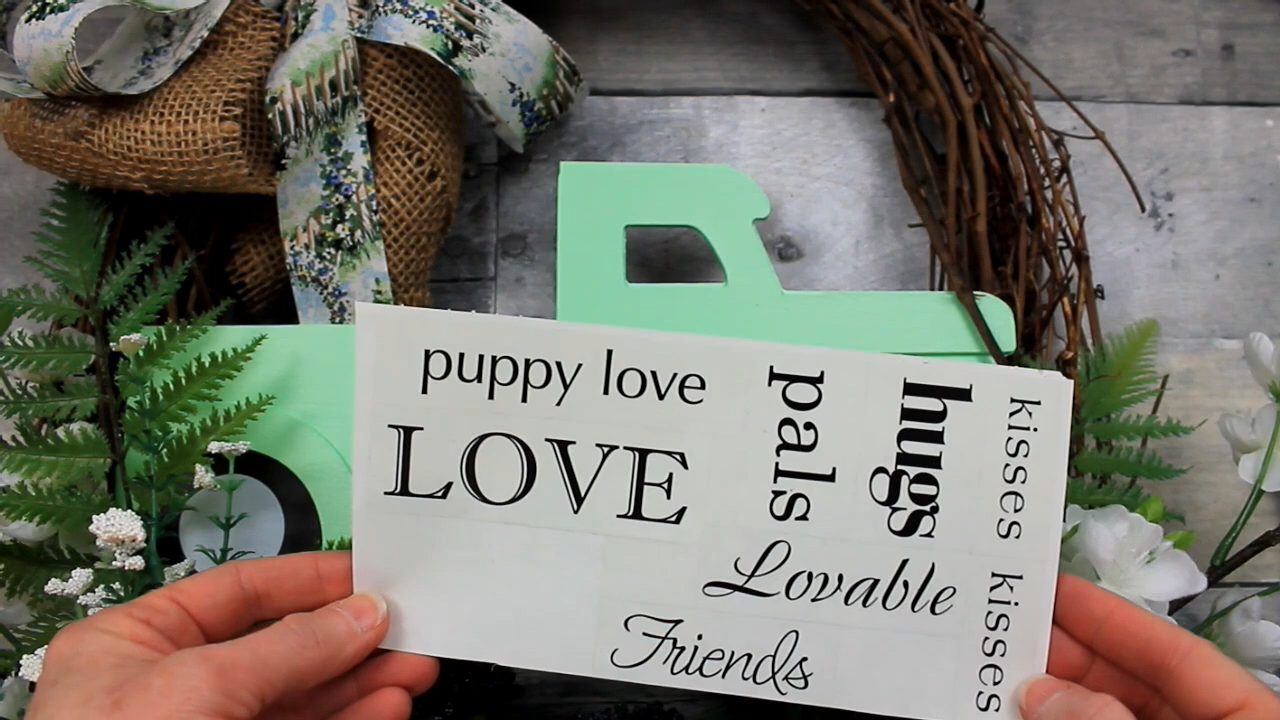 puppy love
LOVE
pals
hugs
kisses
kisses
Lovable
Friends